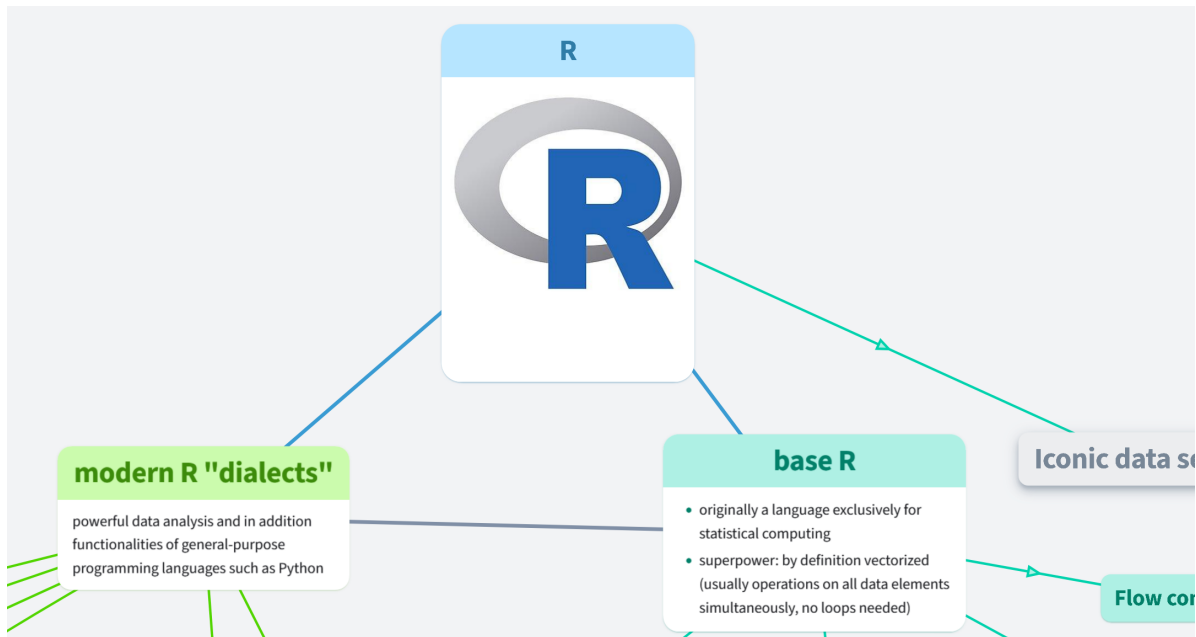 R
R
modern R "dialects"
powerful data analysis and in addition
functionalities of general-purpose
programming languages such as Python
base R
• originally a language exclusively for
statistical computing
• superpower: by definition vectorized
(usually operations on all data elements
simultaneously, no loops needed)
Iconic data
Flow